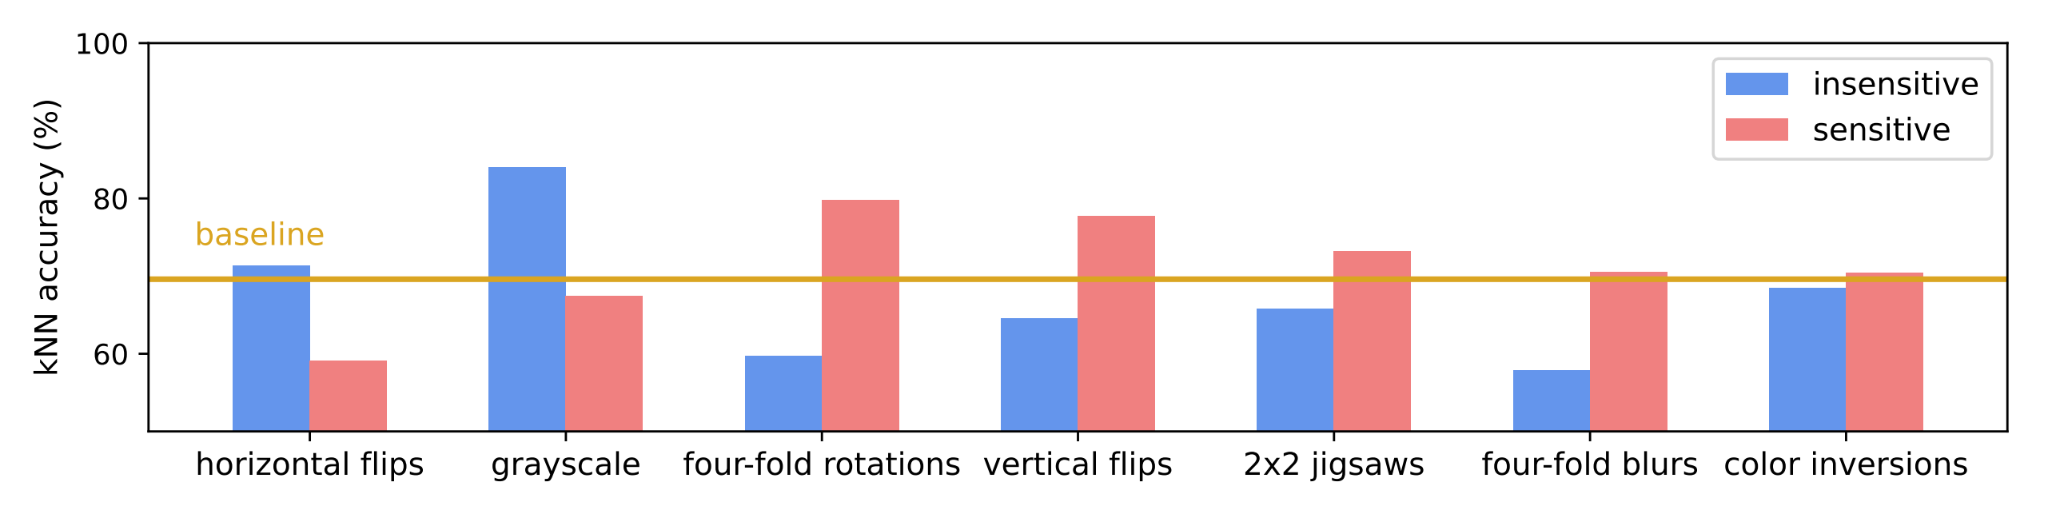 100
80
60
kNN accuracy (%)
baseline
insensitive
sensitive
horizontal flips
grayscale
four-fold rotations
vertical flips
2x2 jigsaws
four-fold blurs
color inversions